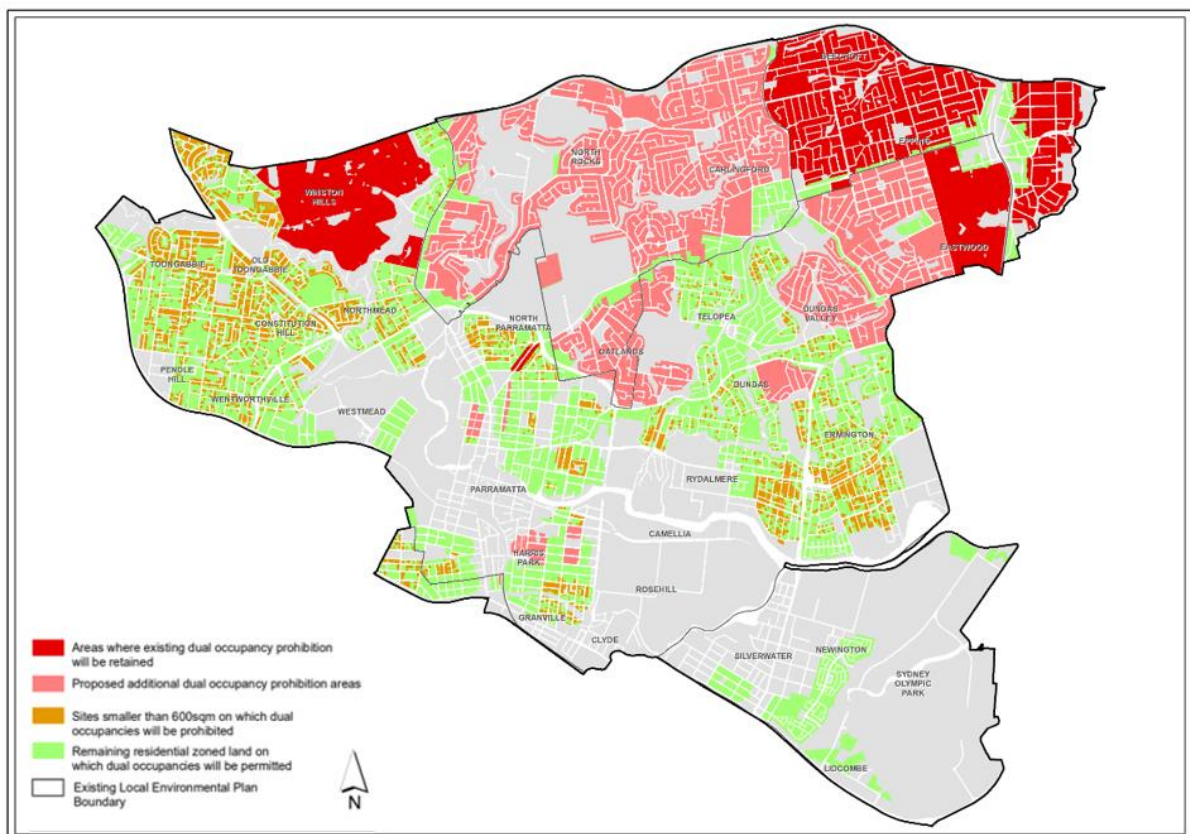 BEECROFT
EPPING
NORTH
ROCKS
CARLINGFORD
WINSTON
HILLS
EASTWOOD
TOONGABBIE
OLD
TOONGABBIE
NORTHMEAD
CONSTITUTION
HILL
NORTH
PARRAMATTA
TELOPEA
DUNDAS
VALLEY
OATLANDS
PENDLE
HILL
DUNDAS
WENTWORTHVILLE
WESTMEAD
ERMINGTON
RYDALMERE
PARRAMATTA
CAMELLIA
HARRIS
PARK
ROSEHILL
GRANVILLE
CLYDE
SILVERWATER
NEWINGTON
SYDNEY
OLYMPIC
PARK
LIDCOMBE
Areas where existing dual occupancy prohibition
will be retained
Proposed additional dual occupancy prohibition areas
Sites smaller than 600sqm on which dual
occupancies will be prohibited
Remaining residential zoned land on
which dual occupancies will be permitted
Existing Local Environmental Plan
Boundary
N